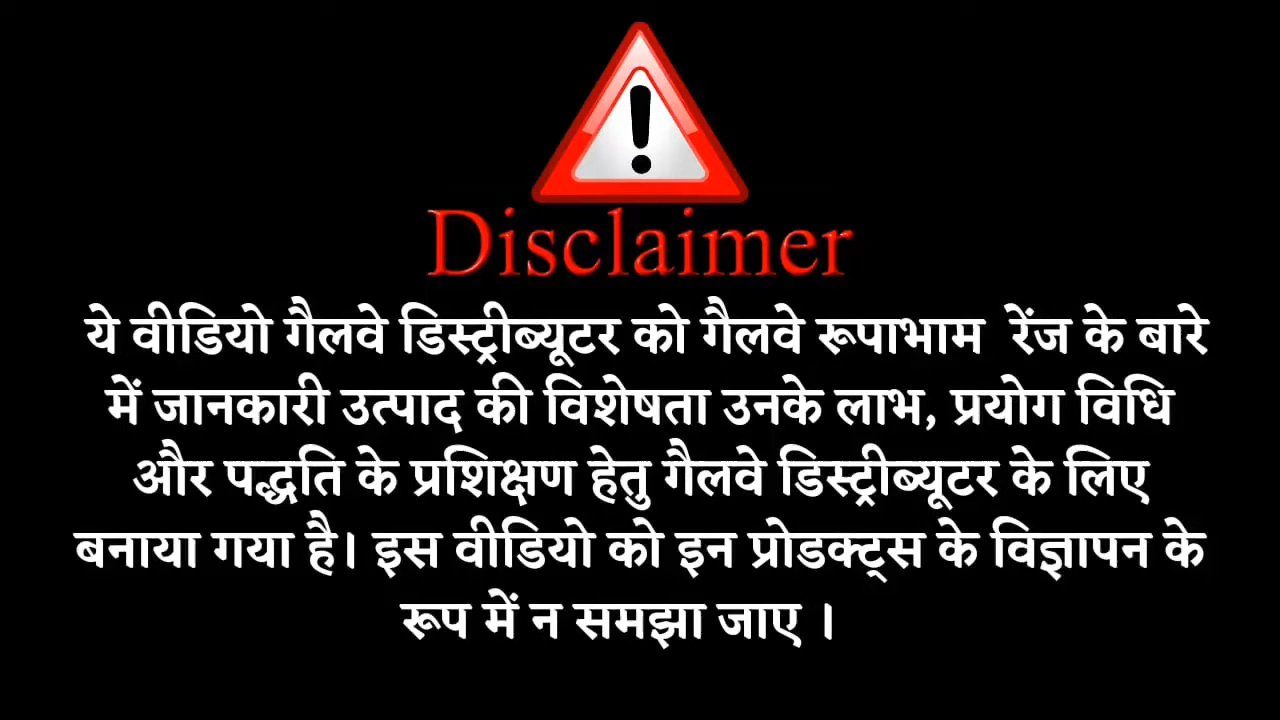 Disclaimer
ये वीडियो गैलवे डिस्ट्रीब्यूटर को गैलवे रूपाभाम रेंज के बारे
में जानकारी उत्पाद की विशेषता उनके लाभ, प्रयोग विधि
और पद्धति के प्रशिक्षण हेतु गैलवे डिस्ट्रीब्यूटर के लिए
बनाया गया है। इस वीडियो को इन प्रोडक्ट्स के विज्ञापन के
रूप में न समझा जाए ।